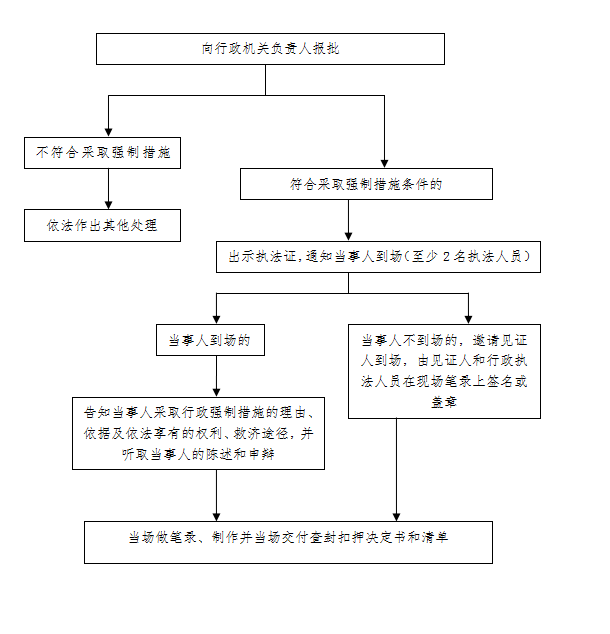 向行政机关负责人报批
不符合采取强制措施
符合采取强制措施条件的
依法作出其他处理
出示执法证,通知当事人到场(至少2名执法人员)
当事人到场的
当事人不到场的，邀请见证
人到场，由见证人和行政执
法人员在现场笔录上签名或
盖章
告知当事人采取行政强制措施的理由、
依据及依法享有的权利、救济途径，并
听取当事人的陈述和申辩
当场做笔录、制作并当场交付查封扣押决定书和清单